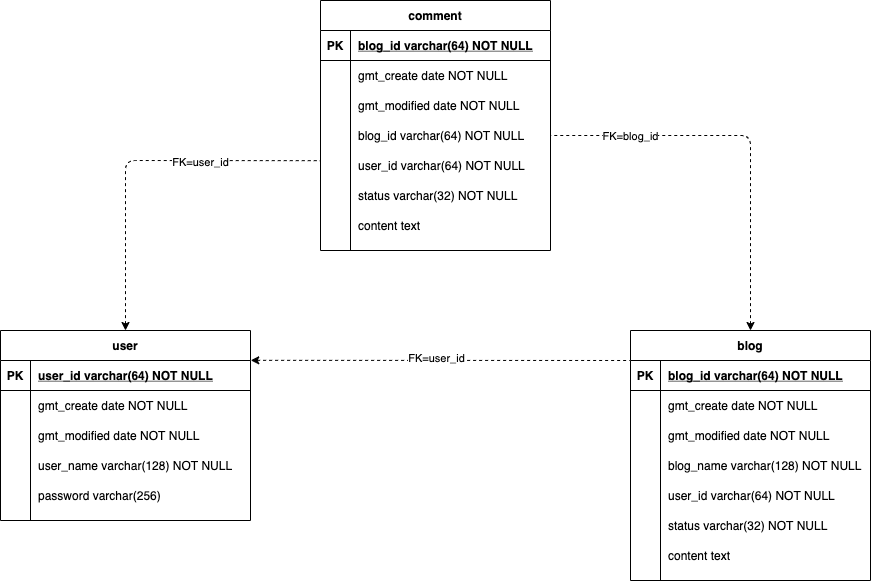 comment
PK blog_id varchar(64) NOT NULL
gmt_create date NOT NULL
gmt_modified date NOT NULL
blog_id varchar(64) NOT NULL
user_id varchar(64) NOT NULL
status varchar(32) NOT NULL
content text
FK=user_id
FK=blog_id
user
PK user_id varchar(64) NOT NULL
gmt_create date NOT NULL
gmt_modified date NOT NULL
user_name varchar(128) NOT NULL
password varchar(256)
FK=user_id
blog
PK blog_id varchar(64) NOT NULL
gmt_create date NOT NULL
gmt_modified date NOT NULL
blog_name varchar(128) NOT NULL
user_id varchar(64) NOT NULL
status varchar(32) NOT NULL
content text